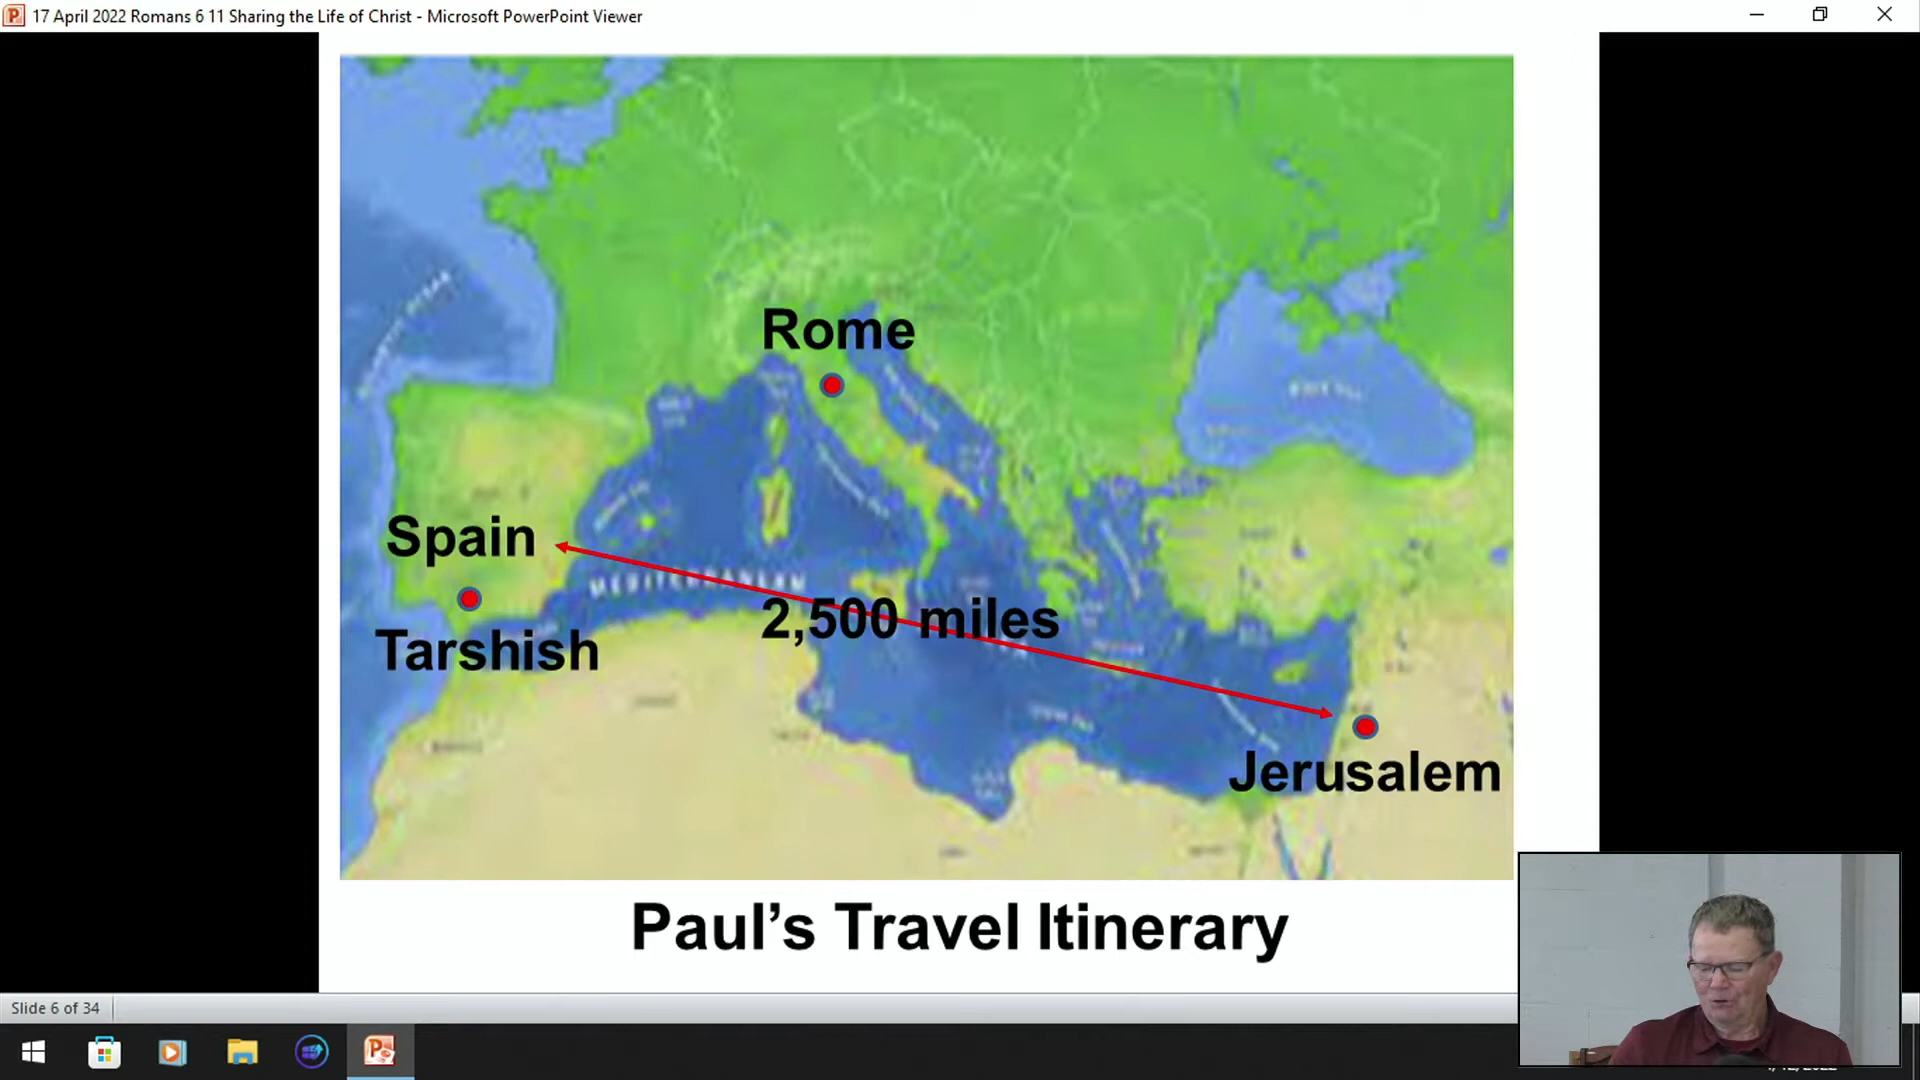 17 April 2022 Romans 6 11 Sharing the Life of Christ - Microsoft PowerPoint Viewer
Rome
Spain
MEDITERRANEAN
2,500 miles
Tarshish
Jerusalem
Paul’s Travel Itinerary
Slide 6 of 34